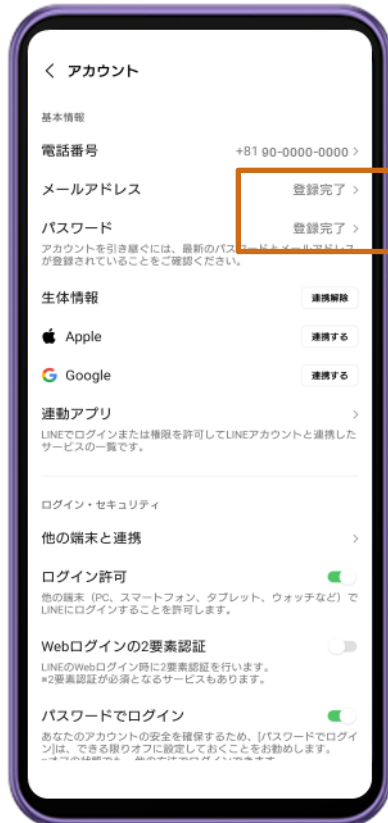 アカウント
基本情報
電話番号 +81 90-0000-0000
メールアドレス 登録完了
パスワード 登録完了
アカウントを引き継ぐには、最新のパスワードとメールアドレス
が登録されていることをご確認ください。
生体情報 連携解除
Apple 連携する
Google 連携する
連動アプリ
LINEでログインまたは権限を許可してLINEアカウントと連携した
サービスの一覧です。
ログイン・セキュリティ
他の端末と連携
ログイン許可
他の端末（PC、スマートフォン、タブレット、ウォッチなど）で
LINEにログインすることを許可します。
Webログインの2要素認証
LINEのWebログイン時に2要素認証を行います。
※2要素認証が必須となるサービスもあります。
パスワードでログイン
あなたのアカウントの安全を確保するため、[パスワードでログイ
ン]は、できる限りオフに設定しておくことをお勧めします。